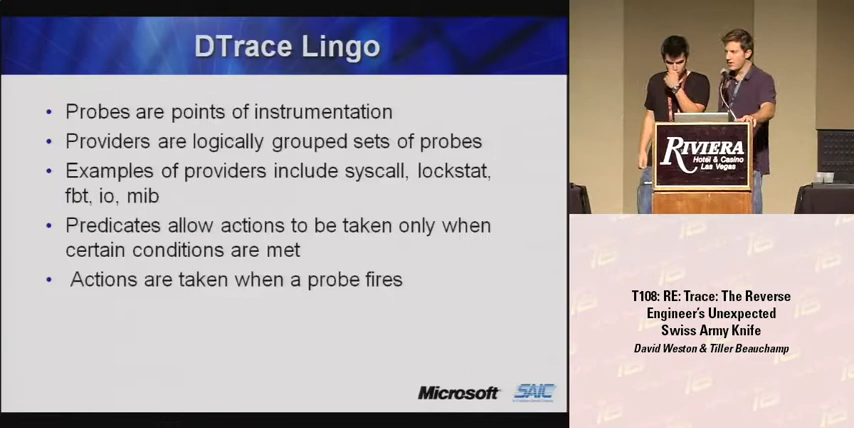 DTrace Lingo
• Probes are points of instrumentation
• Providers are logically grouped sets of probes
• Examples of providers include syscall, lockstat,
fbt, io, mib
• Predicates allow actions to be taken only when
certain conditions are met
• Actions are taken when a probe fires
Microsoft
SAIC
RIVIERA
Hotel & Casino
Las Vegas
T108: RE: Trace: The Reverse
Engineer's Unexpected
Swiss Army Knife
David Weston & Tiller Beauchamp